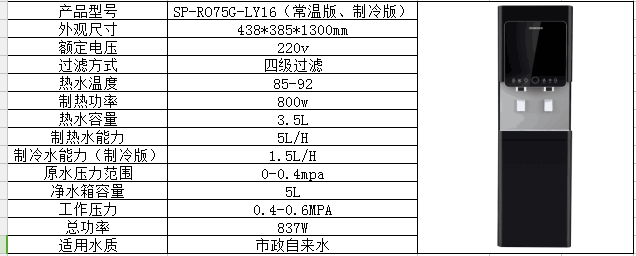 产品型号 SP-RO75G-LY16（常温版、制冷版）
外观尺寸 438*385*1300mm
额定电压 220v
过滤方式 四级过滤
热水温度 85-92
制热功率 800w
热水容量 3.5L
制热水能力 5L/H
制冷水能力（制冷版） 1.5L/H
原水压力范围 0-0.4mpa
净水箱容量 5L
工作压力 0.4-0.6MPA
总功率 837W
适用水质 市政自来水